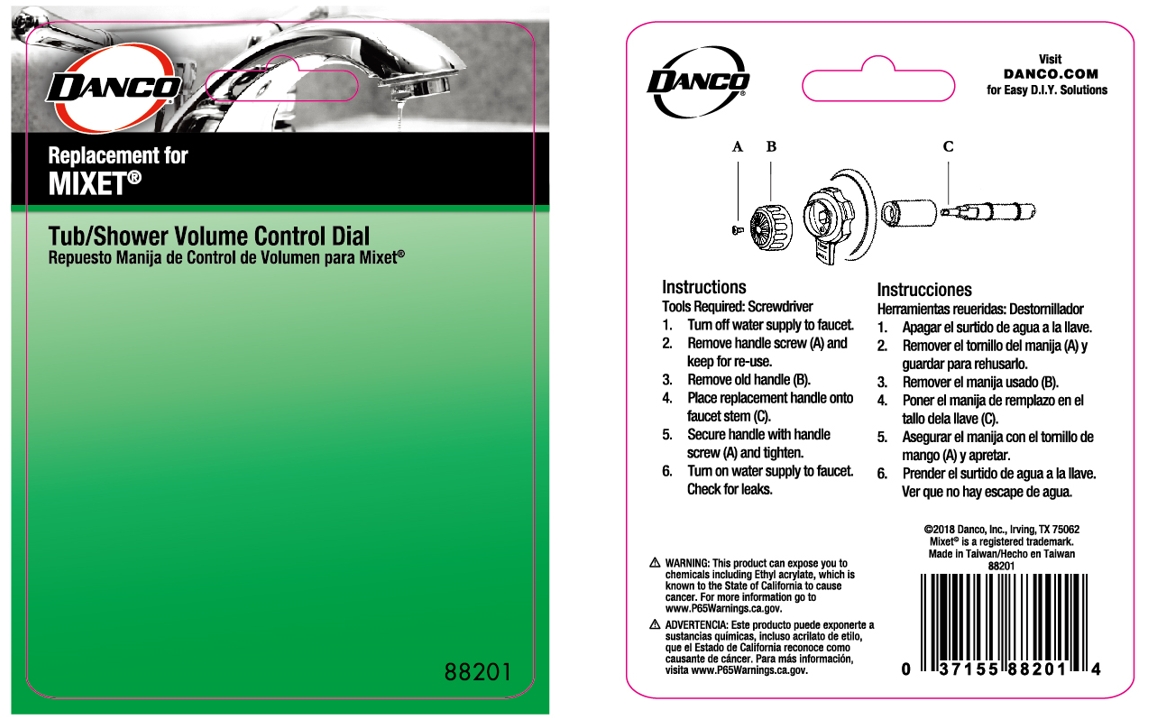 DANCO®
Replacement for
MIXET®
Tub/Shower Volume Control Dial
Repuesto Manija de Control de Volumen para Mixet®
88201
DANCO®
Visit
DANCO.COM
for Easy D.I.Y. Solutions
A B C
Instructions
Tools Required: Screwdriver
1. Turn off water supply to faucet.
2. Remove handle screw (A) and
keep for re-use.
3. Remove old handle (B).
4. Place replacement handle onto
faucet stem (C).
5. Secure handle with handle
screw (A) and tighten.
6. Turn on water supply to faucet.
Check for leaks.
Instrucciones
Herramientas reueridas: Destornillador
1. Apagar el surtido de agua a la llave.
2. Remover el tornillo del manija (A) y
guardar para rehusarlo.
3. Remover el manija usado (B).
4. Poner el manija de remplazo en el
tallo dela llave (C).
5. Asegurar el manija con el tornillo de
mango (A) y apretar.
6. Prender el surtido de agua a la llave.
Ver que no hay escape de agua.
©2018 Danco, Inc., Irving, TX 75062
Mixet® is a registered trademark.
Made in Taiwan/Hecho en Taiwan
88201
⚠ WARNING: This product can expose you to
chemicals including Ethyl acrylate, which is
known to the State of California to cause
cancer. For more information go to
www.P65Warnings.ca.gov.
⚠ ADVERTENCIA: Este producto puede exponerte a
sustancias químicas, incluso acrilato de etilo,
que el Estado de California reconoce como
causante de cáncer. Para más información,
visita www.P65Warnings.ca.gov.
0 37155 88201 4